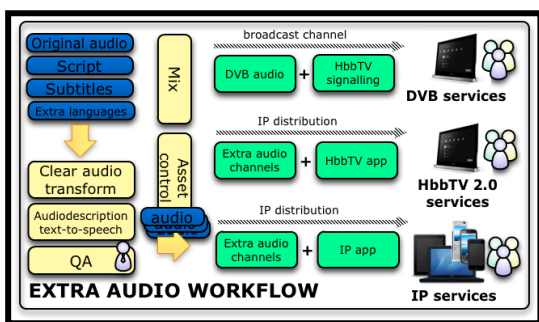 Original audio
Script
Subtitles
Extra languages
Clear audio
transform
Audiodescription
text-to-speech
QA
Mix
Asset
control
audio
broadcast channel
DVB audio
+
HbbTV
signalling
DVB services
IP distribution
Extra audio
channels
+
HbbTV app
HbbTV 2.0
services
IP distribution
Extra audio
channels
+
IP app
IP services
EXTRA AUDIO WORKFLOW